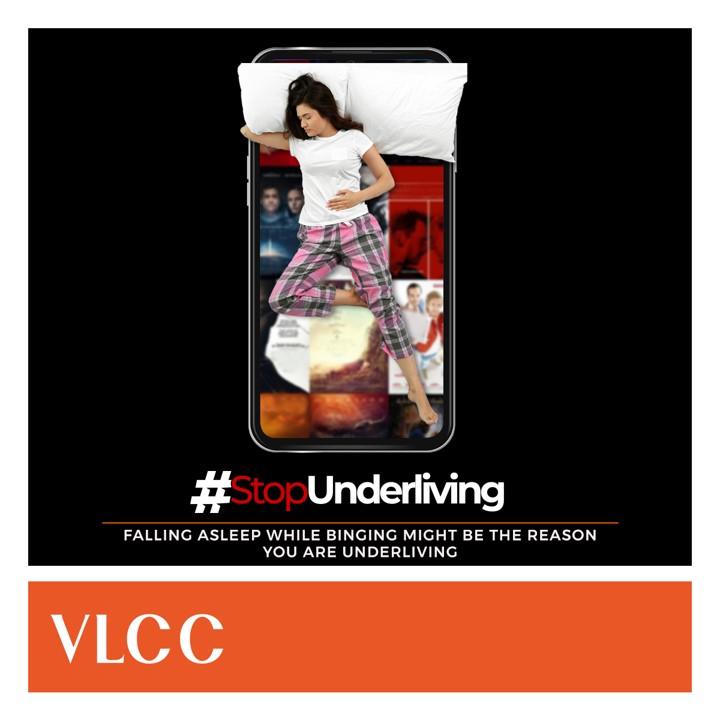 #StopUnderliving
FALLING ASLEEP WHILE BINGING MIGHT BE THE REASON
YOU ARE UNDERLIVING
VLCC